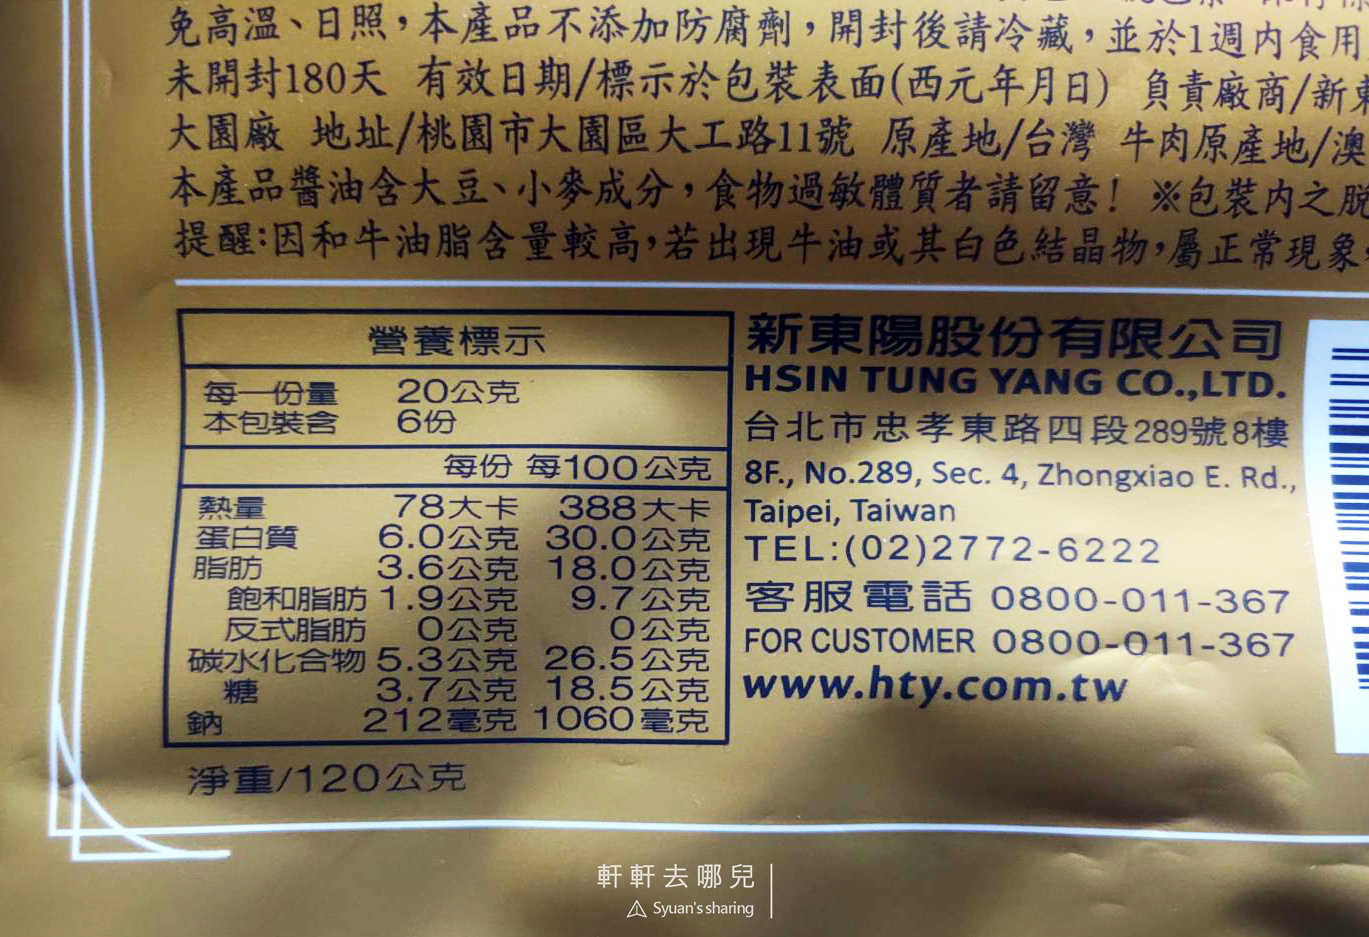 免高溫、日照，本產品不添加防腐劑，開封後請冷藏，並於1週內食用
未開封180天 有效日期/標示於包裝表面(西元年月日) 負責廠商/新東
大園廠 地址/桃園市大園區大工路11號 原產地/台灣 牛肉原產地/澳
本產品醬油含大豆、小麥成分，食物過敏體質者請留意！ ※包裝內之脫
提醒：因和牛油脂含量較高，若出現牛油或其白色結晶物，屬正常現象
營養標示
每一份量 20公克
本包裝含 6份
每份 每100公克
熱量 78大卡 388大卡
蛋白質 6.0公克 30.0公克
脂肪 3.6公克 18.0公克
飽和脂肪 1.9公克 9.7公克
反式脂肪 0公克 0公克
碳水化合物 5.3公克 26.5公克
糖 3.7公克 18.5公克
鈉 212毫克 1060毫克
淨重/120公克
新東陽股份有限公司
HSIN TUNG YANG CO.,LTD.
台北市忠孝東路四段289號8樓
8F., No.289, Sec. 4, Zhongxiao E. Rd.,
Taipei, Taiwan
TEL:(02)2772-6222
客服電話 0800-011-367
FOR CUSTOMER 0800-011-367
www.hty.com.tw
軒軒去哪兒
Syuan's sharing